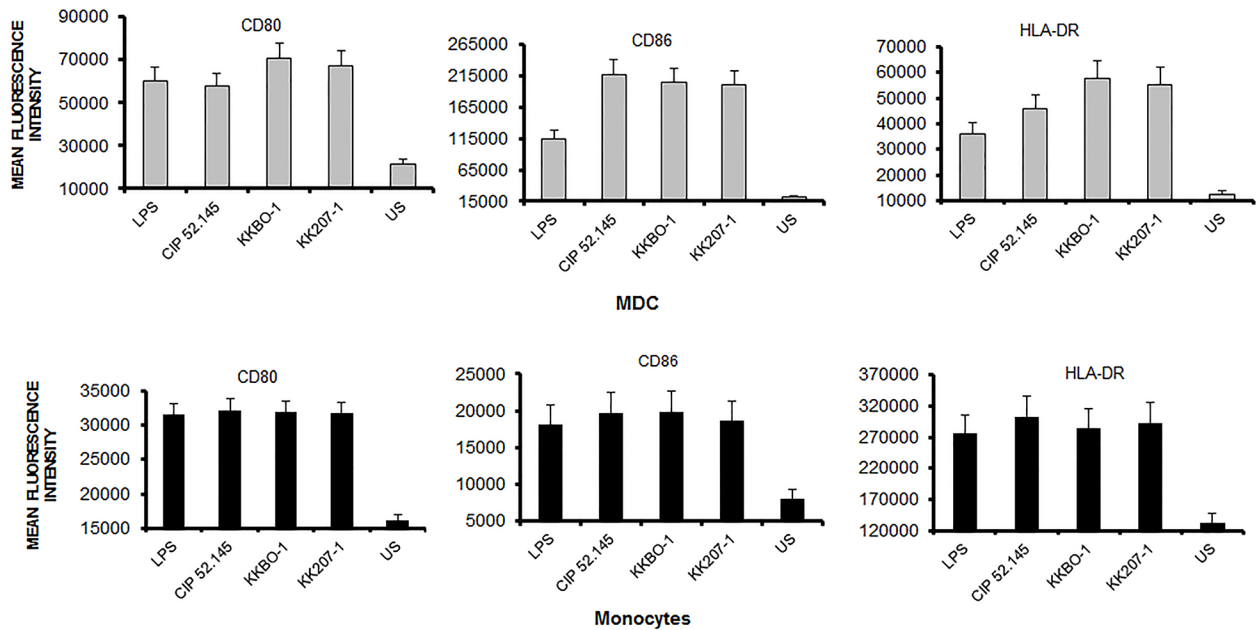 CD80
MEAN FLUORESCENCE
INTENSITY
90000
70000
50000
30000
10000
LPS
CIP 52.145
KKBO-1
KK207-1
US
CD86
265000
215000
165000
115000
65000
15000
LPS
CIP 52.145
KKBO-1
KK207-1
US
HLA-DR
70000
60000
50000
40000
30000
20000
10000
LPS
CIP 52.145
KKBO-1
KK207-1
US
MDC
CD80
MEAN FLUORESCENCE
INTENSITY
35000
30000
25000
20000
15000
LPS
CIP 52.145
KKBO-1
KK207-1
US
CD86
25000
20000
15000
10000
5000
LPS
CIP 52.145
KKBO-1
KK207-1
US
HLA-DR
370000
320000
270000
220000
170000
120000
LPS
CIP 52.145
KKBO-1
KK207-1
US
Monocytes